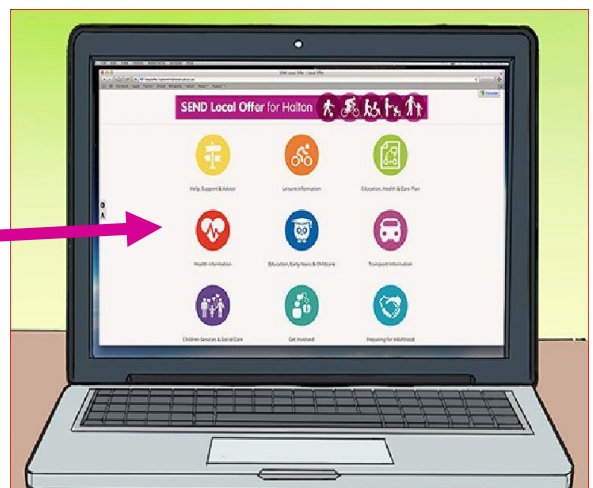 SEND Local Offer for Halton
Help, Support & Advice
Leisure Information
Education, Health & Care Plan
Health Information
Education, Early Years & Childcare
Transport Information
Children Services & Social Care
Get Involved!
Preparing for Adulthood